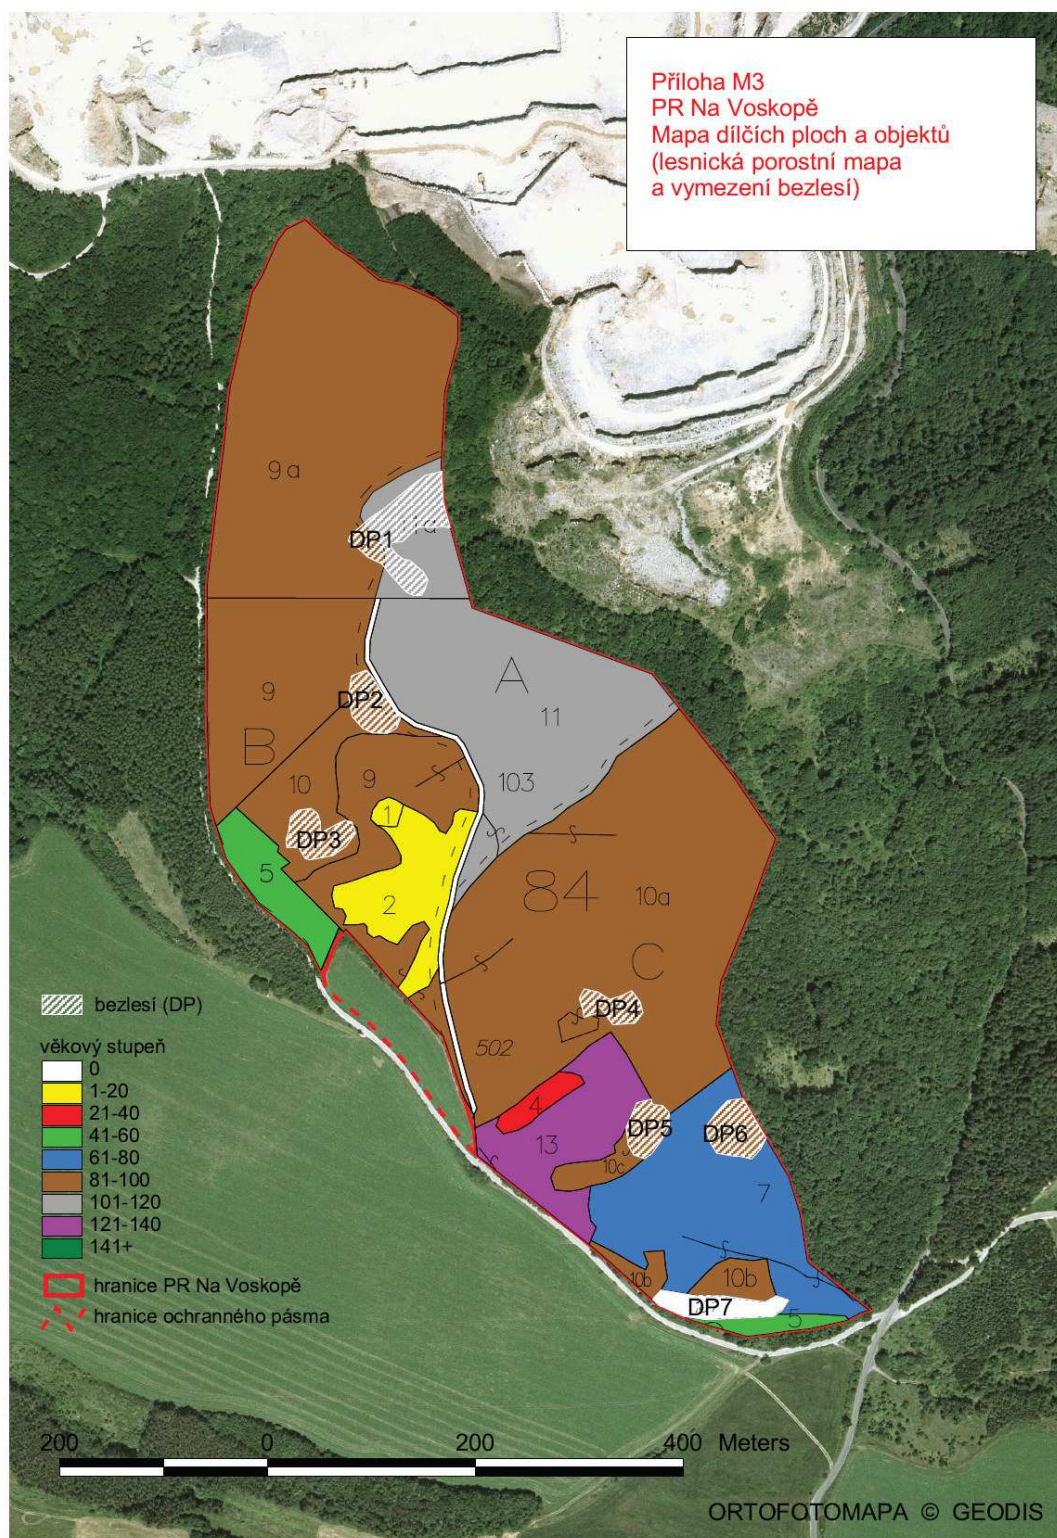 Příloha M3
PR Na Voskopě
Mapa dílčích ploch a objektů
(lesnická porostní mapa
a vymezení bezlesí)
9a
11a
DP1
A
9
DP2
11
B
10
9
103
1
DP3
5
2
84
10a
C
DP4
502
4
13
DP5
DP6
10c
7
10b
10b
DP7
5
bezlesí (DP)
věkový stupeň
0
1-20
21-40
41-60
61-80
81-100
101-120
121-140
141+
hranice PR Na Voskopě
hranice ochranného pásma
200
0
200
400 Meters
ORTOFOTOMAPA © GEODIS